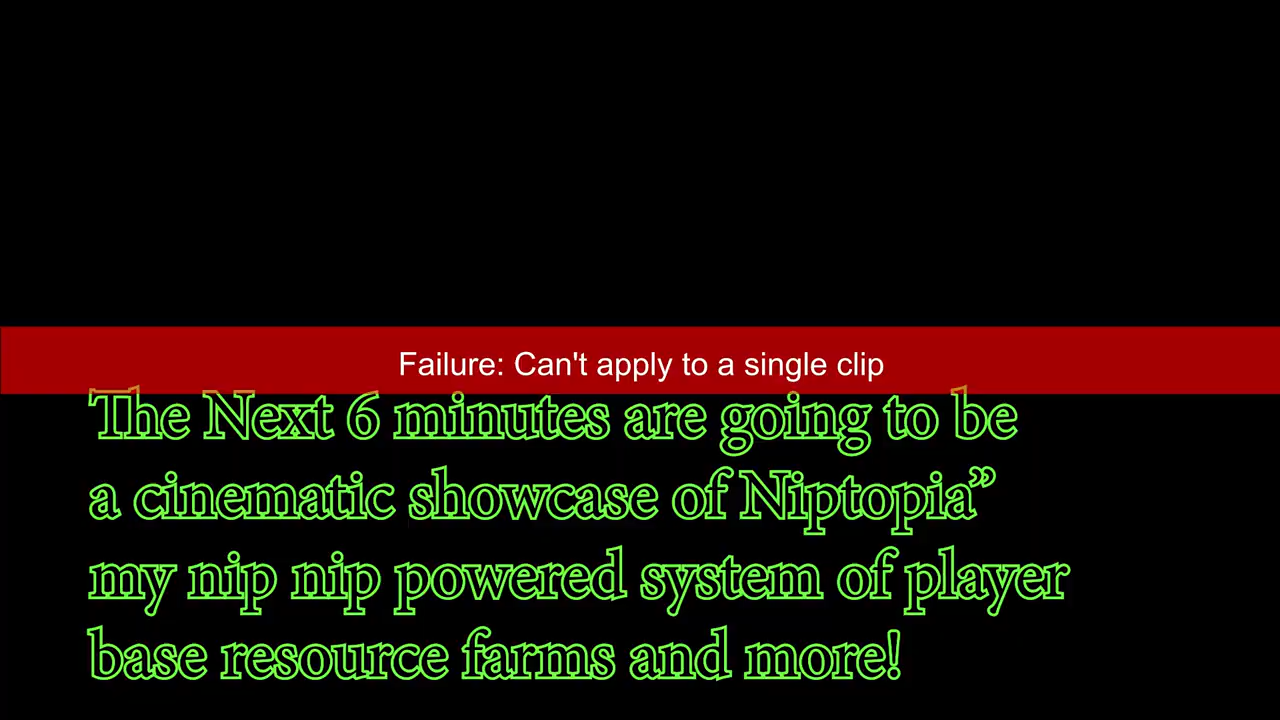 Failure: Can't apply to a single clip
The Next 6 minutes are going to be
a cinematic showcase of Niptopia”
my nip nip powered system of player
base resource farms and more!